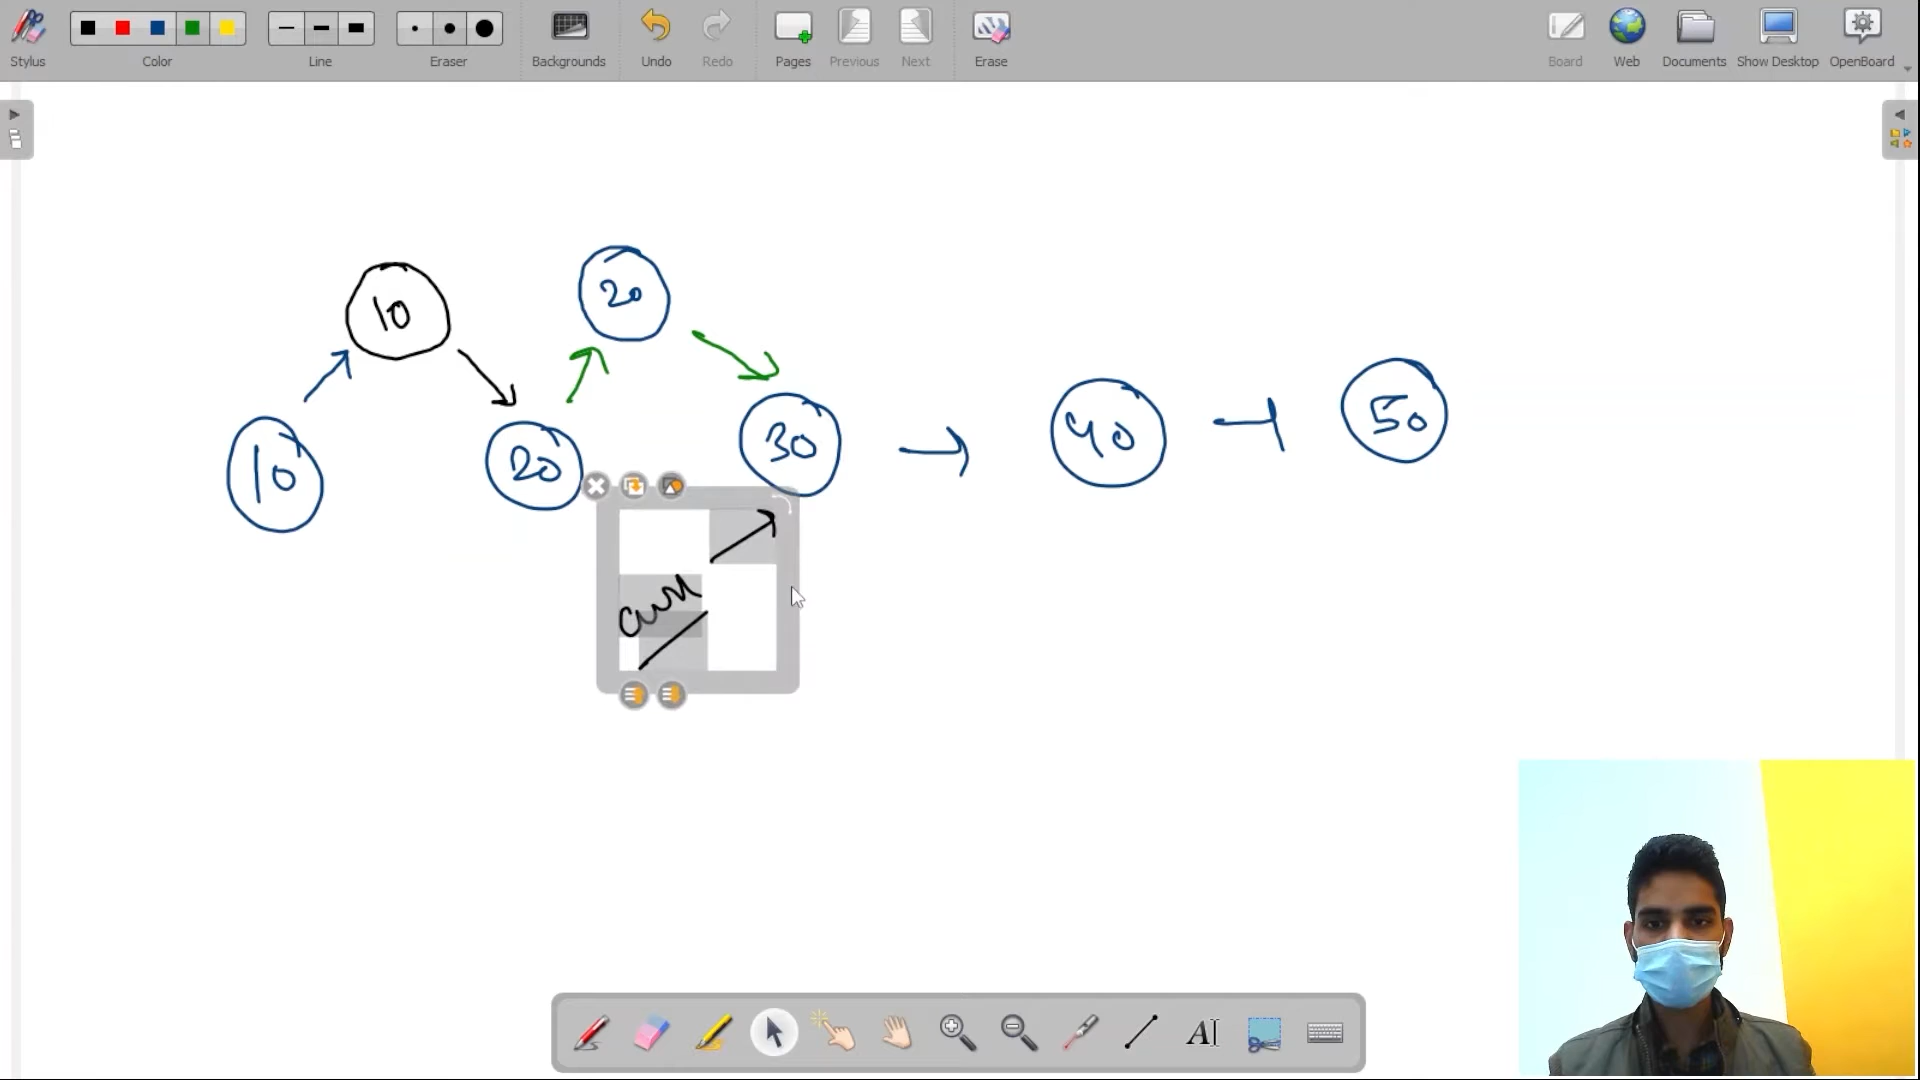 Stylus
Color
Line
Eraser
Backgrounds
Undo
Redo
Pages
Previous
Next
Erase
Board
Web
Documents
Show Desktop
OpenBoard
10
20
10
20
30
40
50
curr
AI